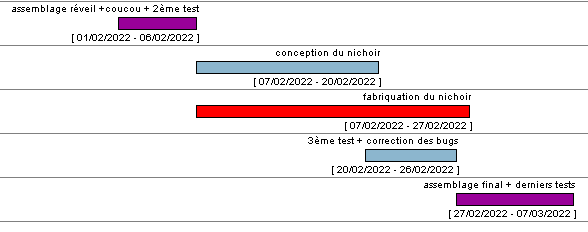 assemblage réveil +coucou + 2ème test
[ 01/02/2022 - 06/02/2022 ]
conception du nichoir
[ 07/02/2022 - 20/02/2022 ]
fabriquation du nichoir
[ 07/02/2022 - 27/02/2022 ]
3ème test + correction des bugs
[ 20/02/2022 - 26/02/2022 ]
assemblage final + derniers tests
[ 27/02/2022 - 07/03/2022 ]